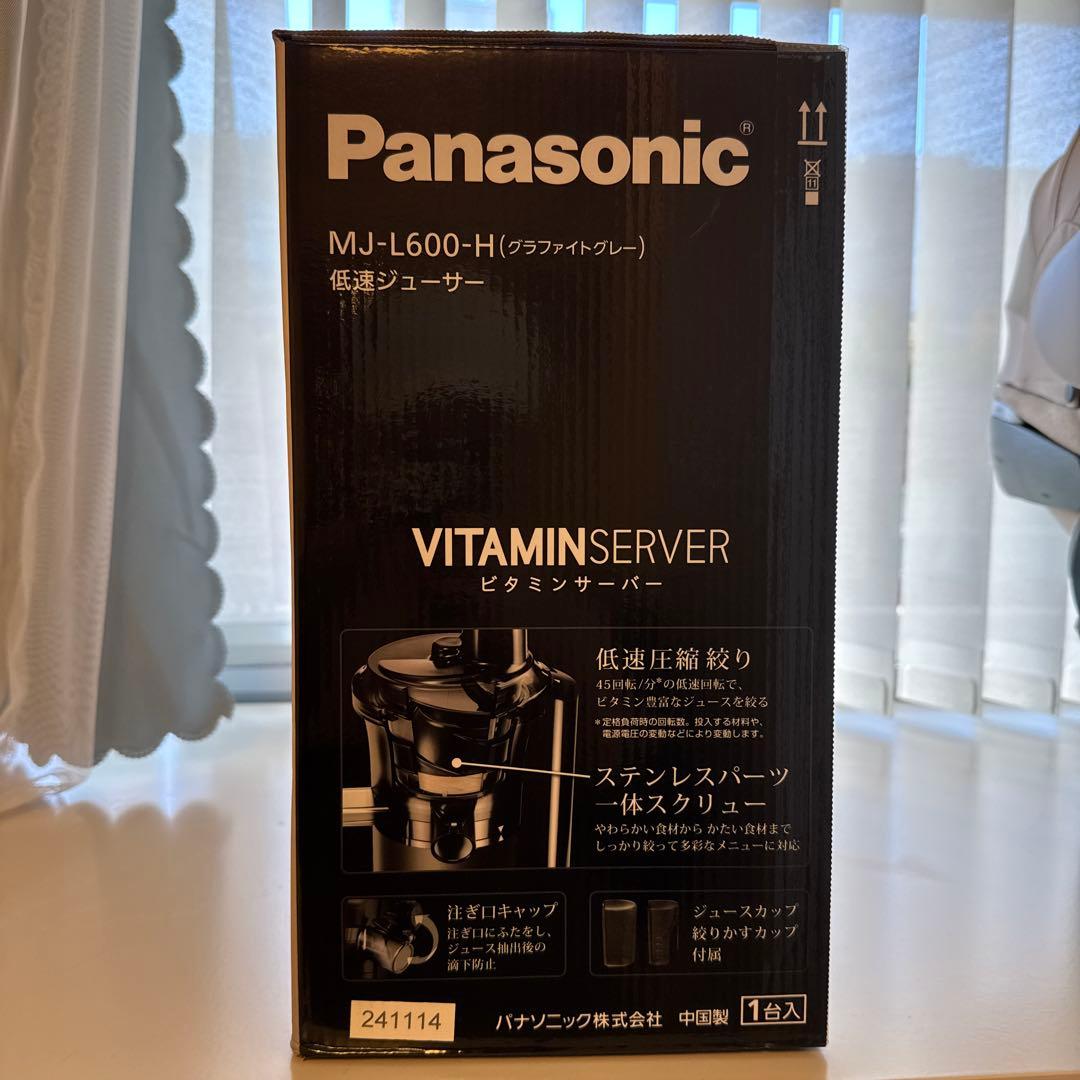 Panasonic®
11
MJ-L600-H(グラファイトグレー)
低速ジューサー
VITAMINSERVER
ビタミンサーバー
低速圧縮 絞り
45回転/分*の低速回転で、
ビタミン豊富なジュースを絞る
*定格負荷時の回転数。投入する材料や、
電源電圧の変動などにより変動します。
ステンレスパーツ
一体スクリュー
やわらかい食材から かたい食材まで
しっかり絞って多彩なメニューに対応
注ぎ口キャップ
注ぎ口にふたをし、
ジュース抽出後の
滴下防止
ジュースカップ
絞りかすカップ
付属
241114
パナソニック株式会社 中国製 1台入